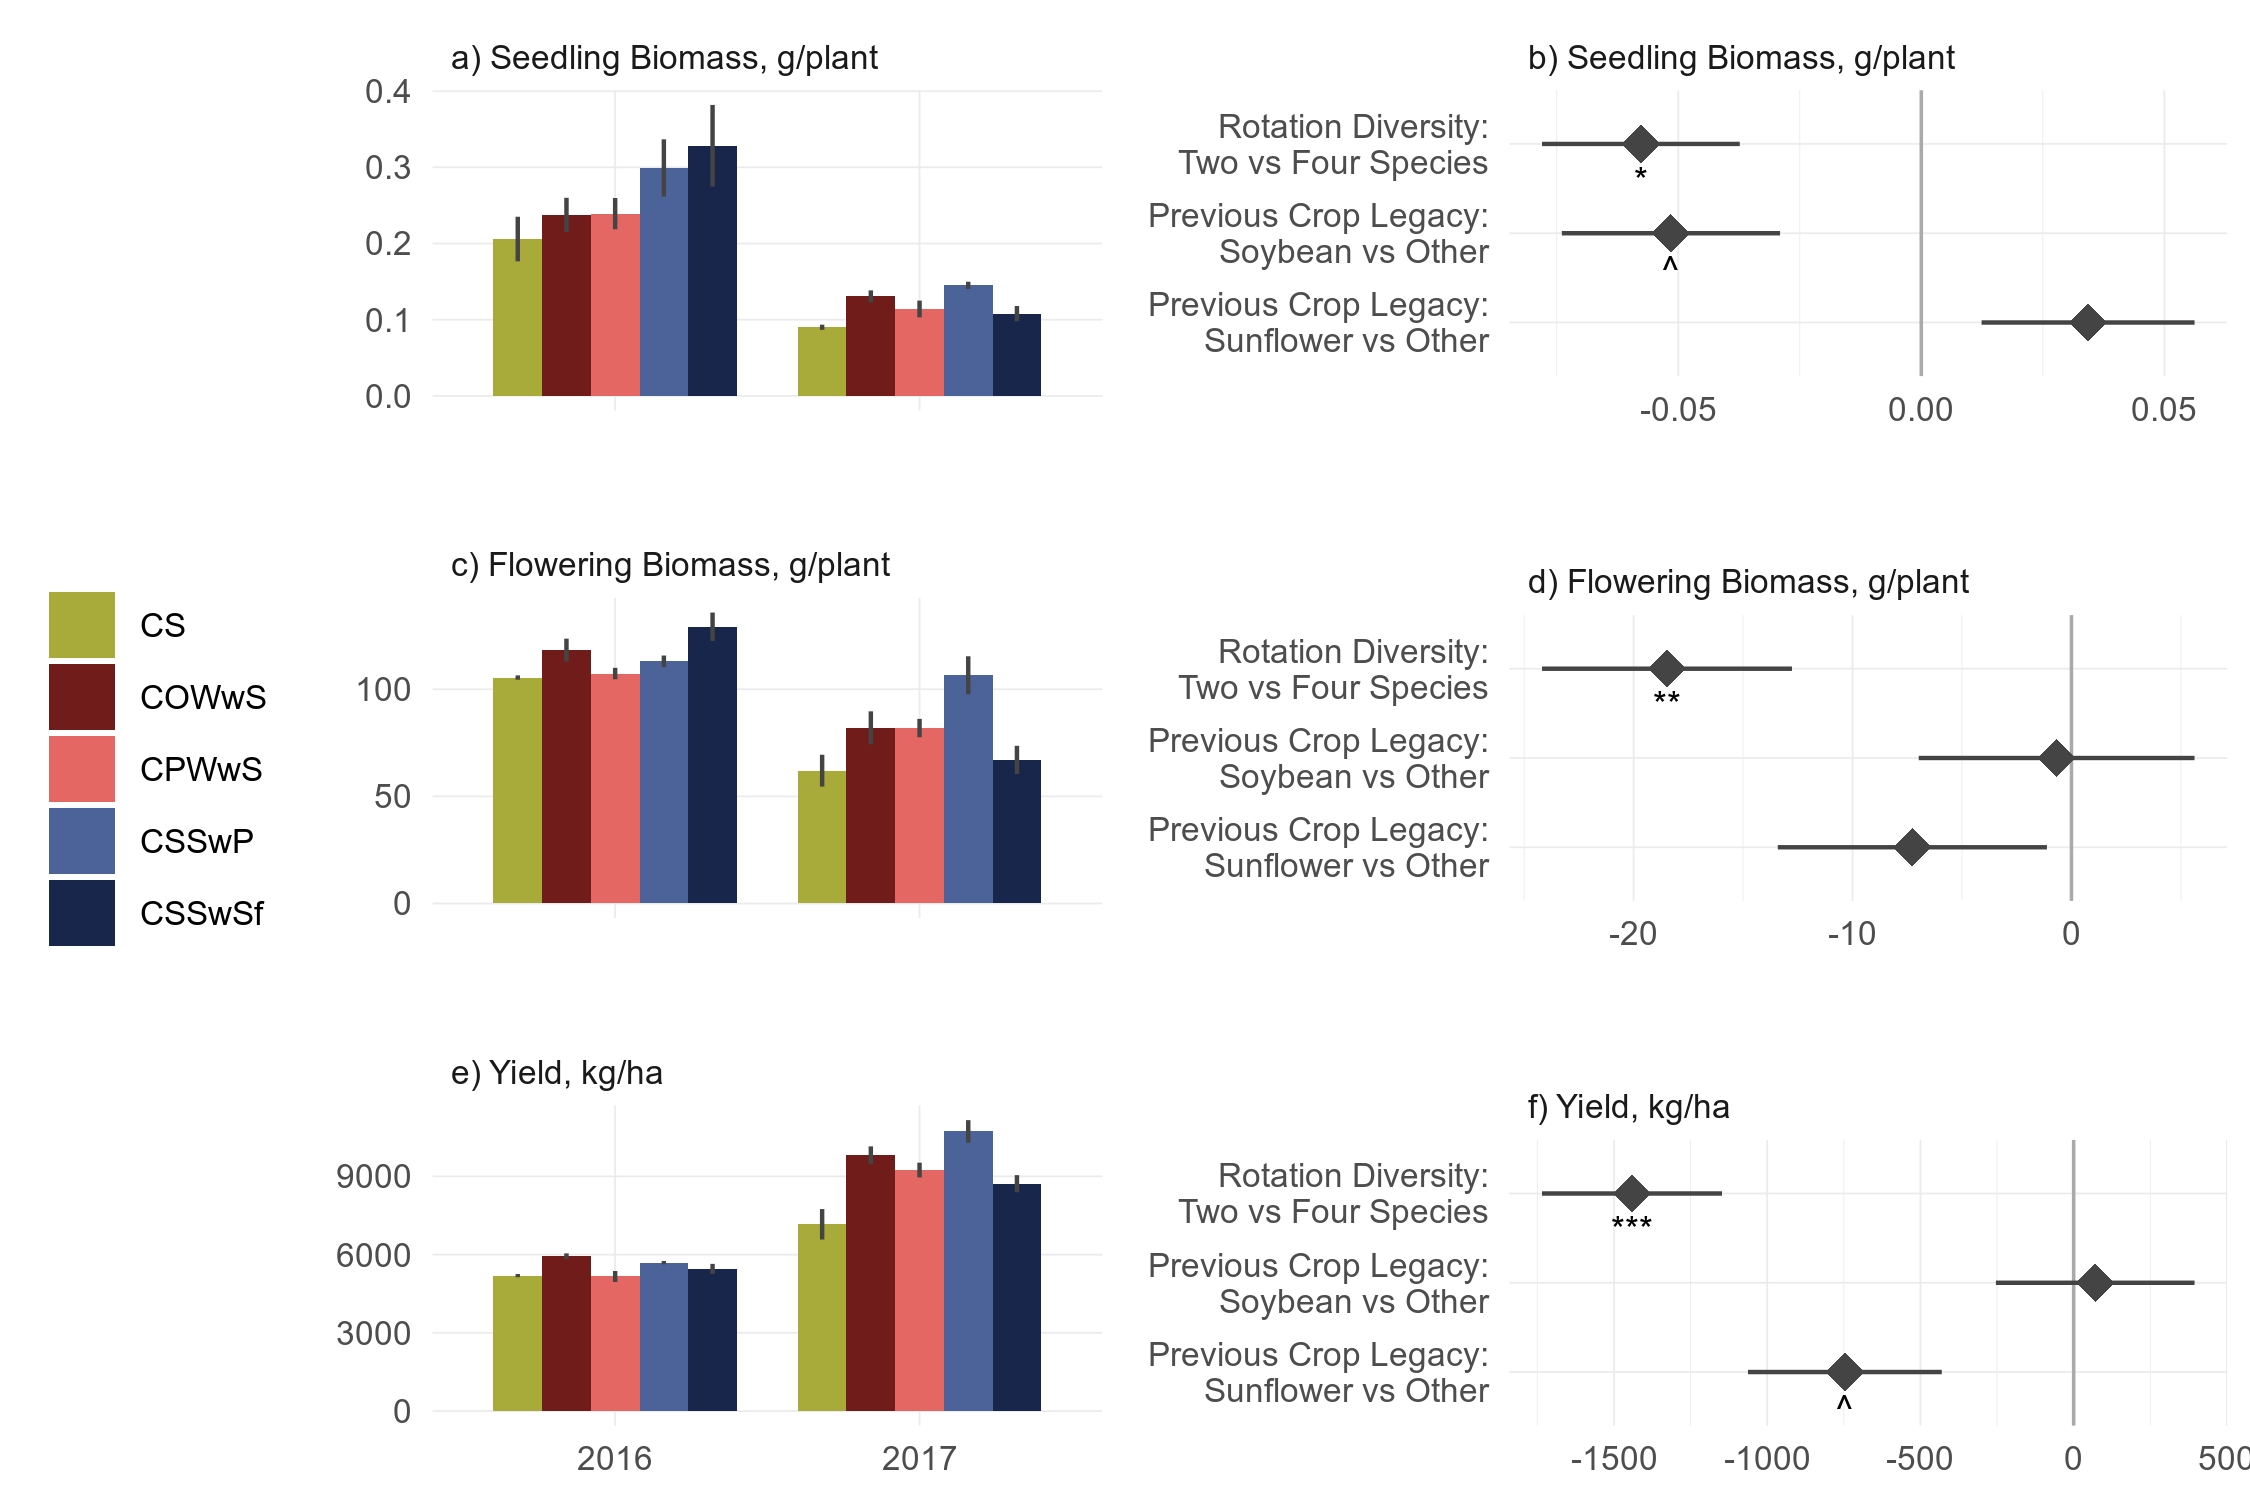 a) Seedling Biomass, g/plant
0.4
0.3
0.2
0.1
0.0
b) Seedling Biomass, g/plant
Rotation Diversity:
Two vs Four Species
*
Previous Crop Legacy:
Soybean vs Other
^
Previous Crop Legacy:
Sunflower vs Other
-0.05 0.00 0.05
CS
COWwS
CPWwS
CSSwP
CSSwSf
c) Flowering Biomass, g/plant
100
50
0
d) Flowering Biomass, g/plant
Rotation Diversity:
Two vs Four Species
**
Previous Crop Legacy:
Soybean vs Other
Previous Crop Legacy:
Sunflower vs Other
-20 -10 0
e) Yield, kg/ha
9000
6000
3000
0
2016 2017
f) Yield, kg/ha
Rotation Diversity:
Two vs Four Species
***
Previous Crop Legacy:
Soybean vs Other
Previous Crop Legacy:
Sunflower vs Other
^
-1500 -1000 -500 0 500